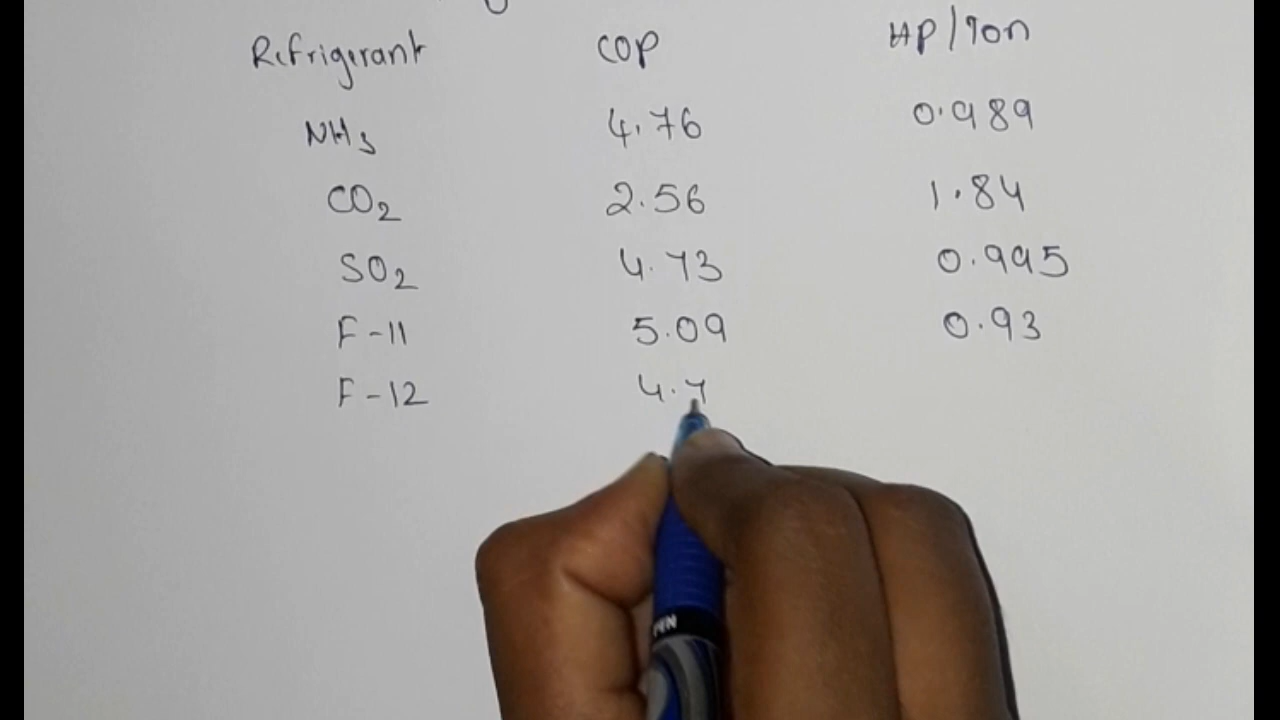 Refrigerant COP HP/Ton
NH3 4.76 0.989
CO2 2.56 1.84
SO2 4.73 0.995
F-11 5.09 0.93
F-12 4.7